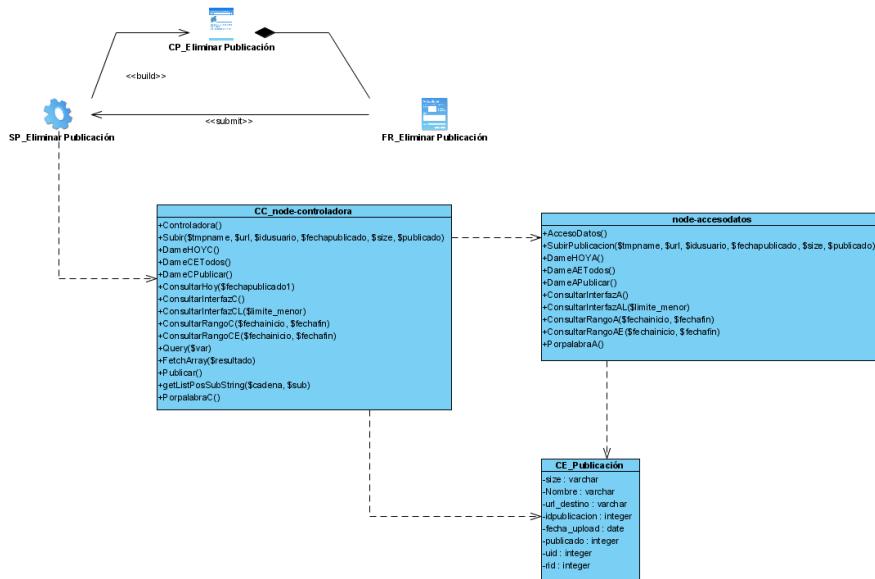 CP_Eliminar Publicación
<<build>>
<<submit>>
SP_Eliminar Publicación
FR_Eliminar Publicación
CC_node-controladora
+Controladora()
+Subir($tmpname, $url, $idusuario, $fechapublicado, $size, $publicado)
+DameHOYC()
+DameCETodos()
+DameCPublicar()
+ConsultarHoy($fechapublicado1)
+ConsultarInterfazC()
+ConsultarInterfazCL($limite_menor)
+ConsultarRangoC($fechainicio, $fechafin)
+ConsultarRangoCE($fechainicio, $fechafin)
+Query($var)
+FetchArray($resultado)
+Publicar()
+getListPosSubString($cadena, $sub)
+PorpalabraC()
node-accesodatos
+AccesoDatos()
+SubirPublicacion($tmpname, $url, $idusuario, $fechapublicado, $size, $publicado)
+DameHOYA()
+DameAETodos()
+DameAPublicar()
+ConsultarInterfazA()
+ConsultarInterfazAL($limite_menor)
+ConsultarRangoA($fechainicio, $fechafin)
+ConsultarRangoAE($fechainicio, $fechafin)
+PorpalabraA()
CE_Publicación
-size : varchar
-Nombre : varchar
-url_destino : varchar
-idpublicacion : integer
-fecha_upload : date
-publicado : integer
-uid : integer
-rid : integer